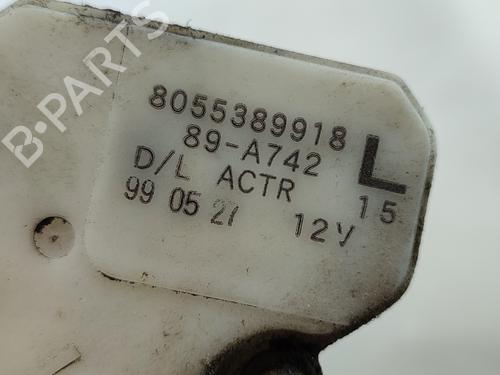 B-PARTS
8055389918
89-A742 L
D/L ACTR 15
99 05 27 12V